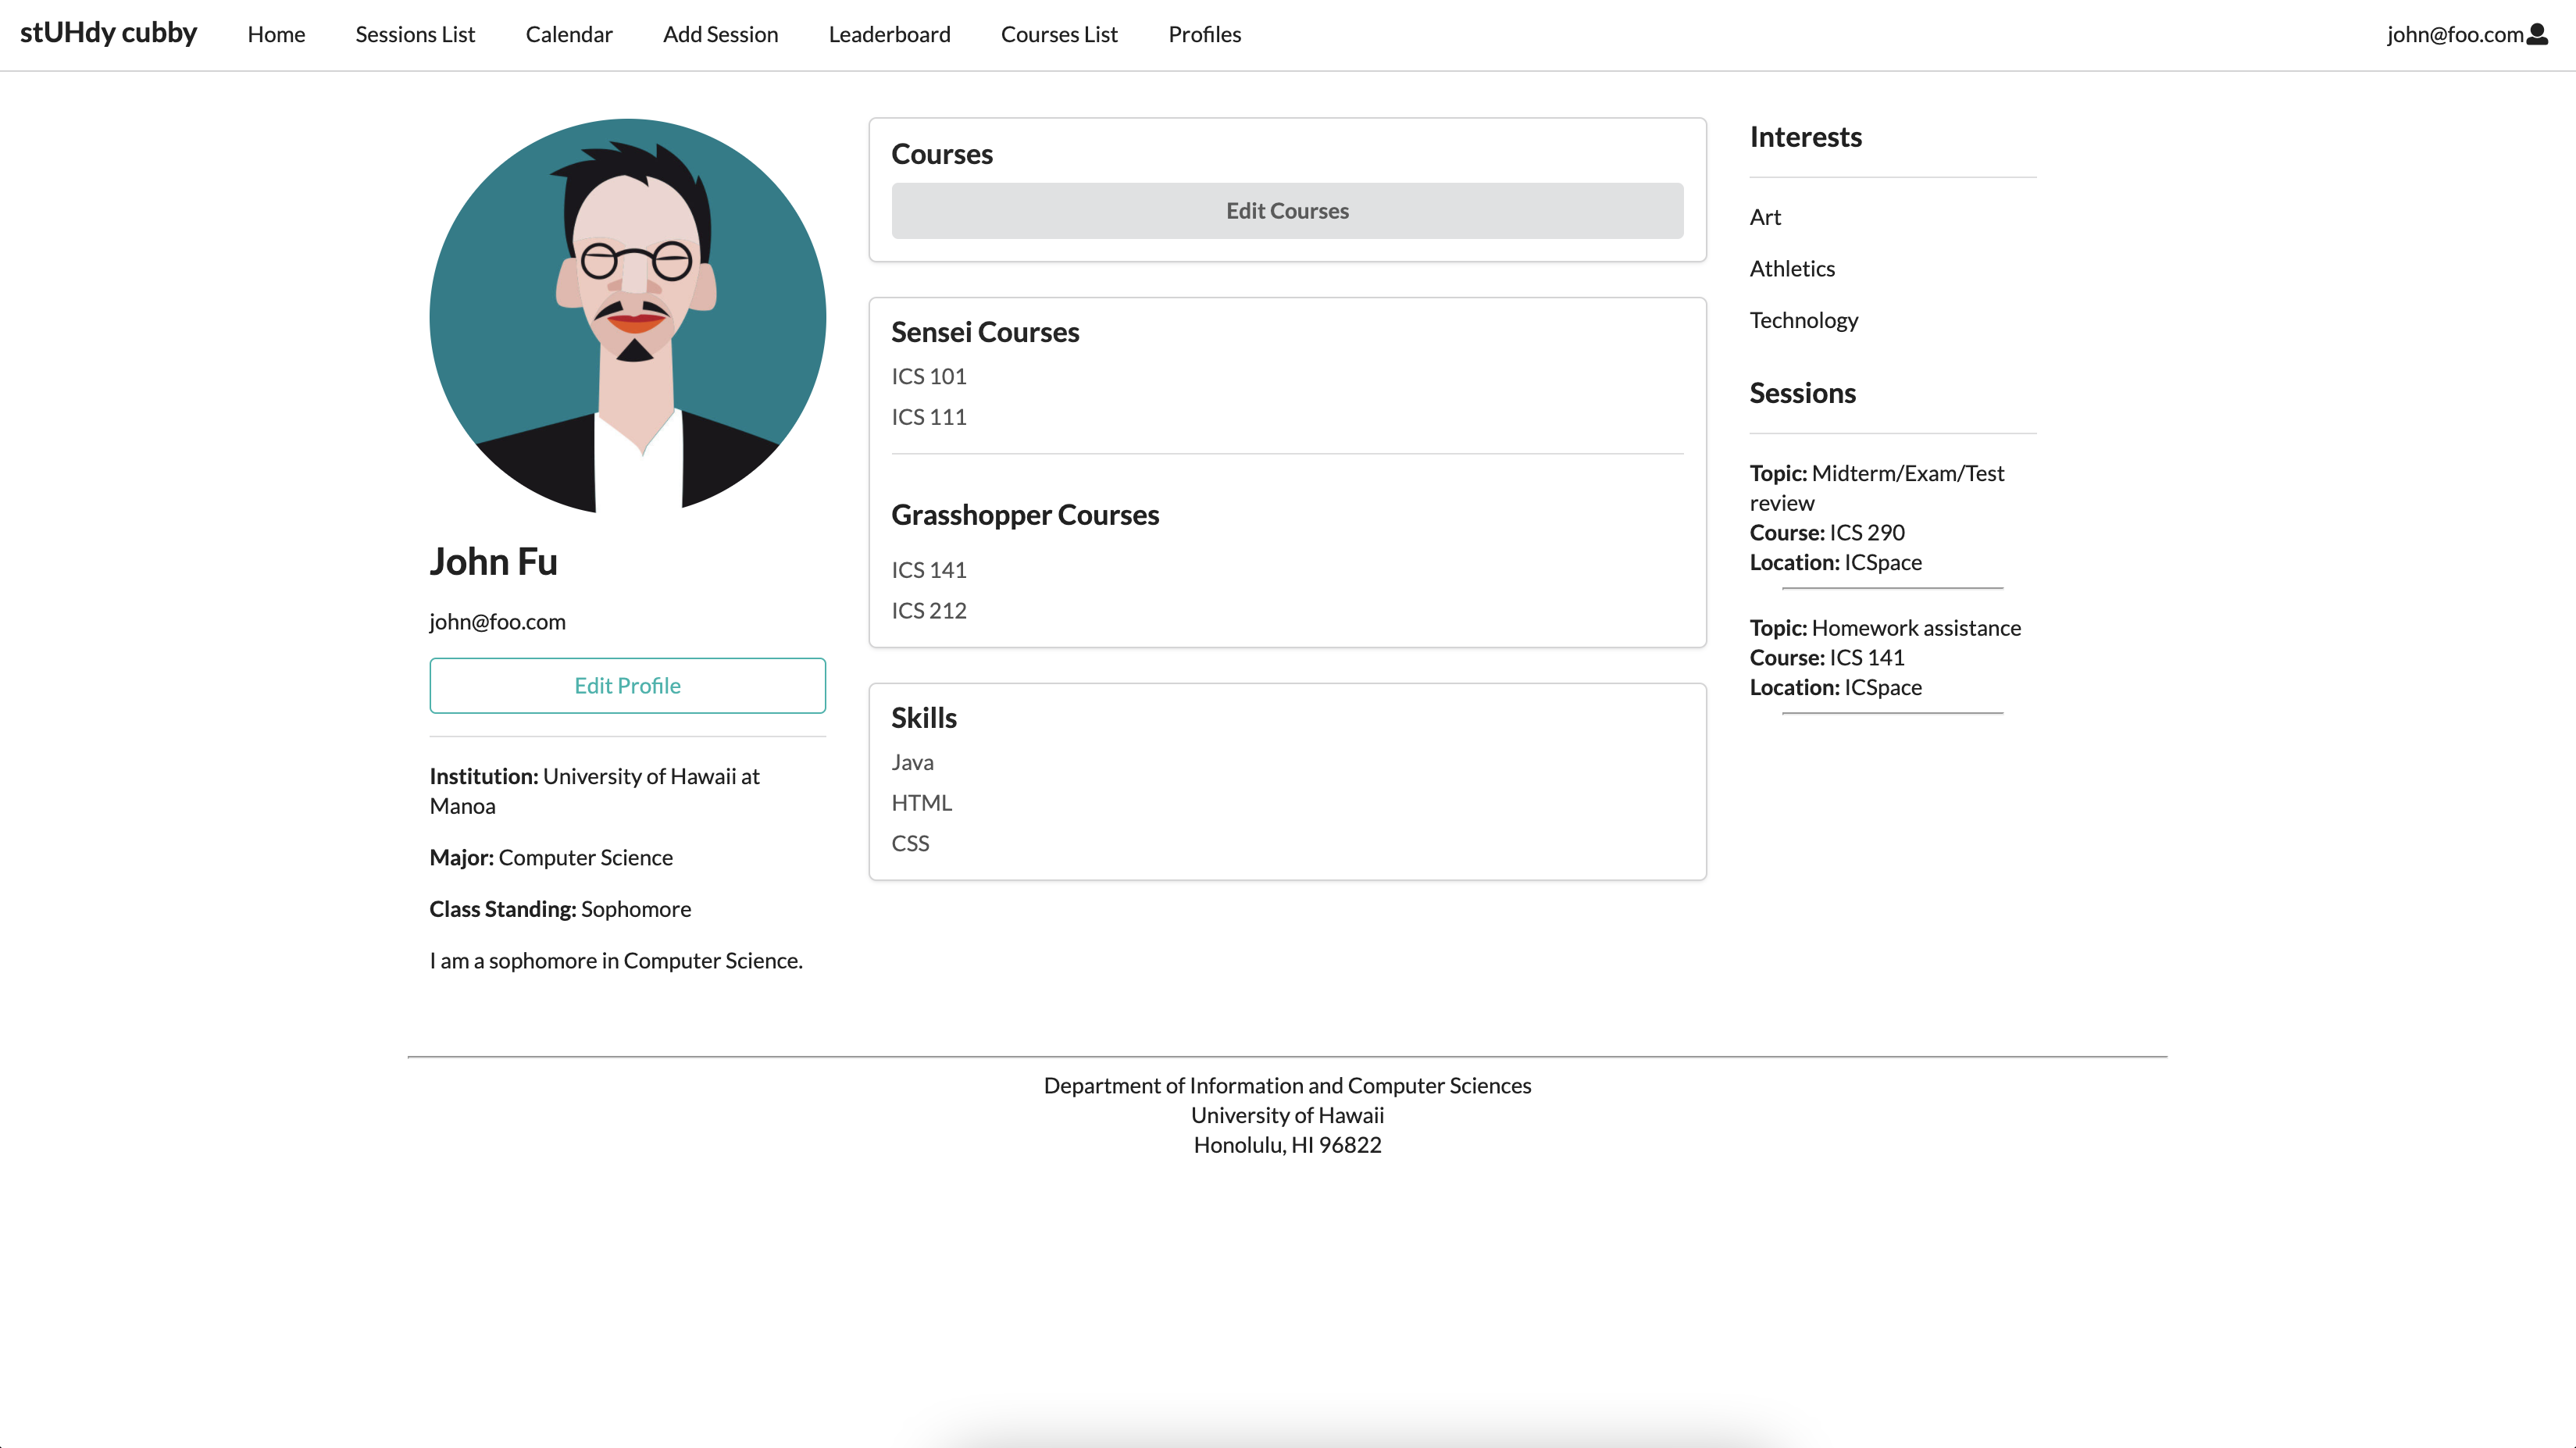 stUHdy cubby Home Sessions List Calendar Add Session Leaderboard Courses List Profiles john@foo.com
John Fu
john@foo.com
Edit Profile
Institution: University of Hawaii at
Manoa
Major: Computer Science
Class Standing: Sophomore
I am a sophomore in Computer Science.
Courses
Edit Courses
Sensei Courses
ICS 101
ICS 111
Grasshopper Courses
ICS 141
ICS 212
Skills
Java
HTML
CSS
Interests
Art
Athletics
Technology
Sessions
Topic: Midterm/Exam/Test
review
Course: ICS 290
Location: ICSpace
Topic: Homework assistance
Course: ICS 141
Location: ICSpace
Department of Information and Computer Sciences
University of Hawaii
Honolulu, HI 96822